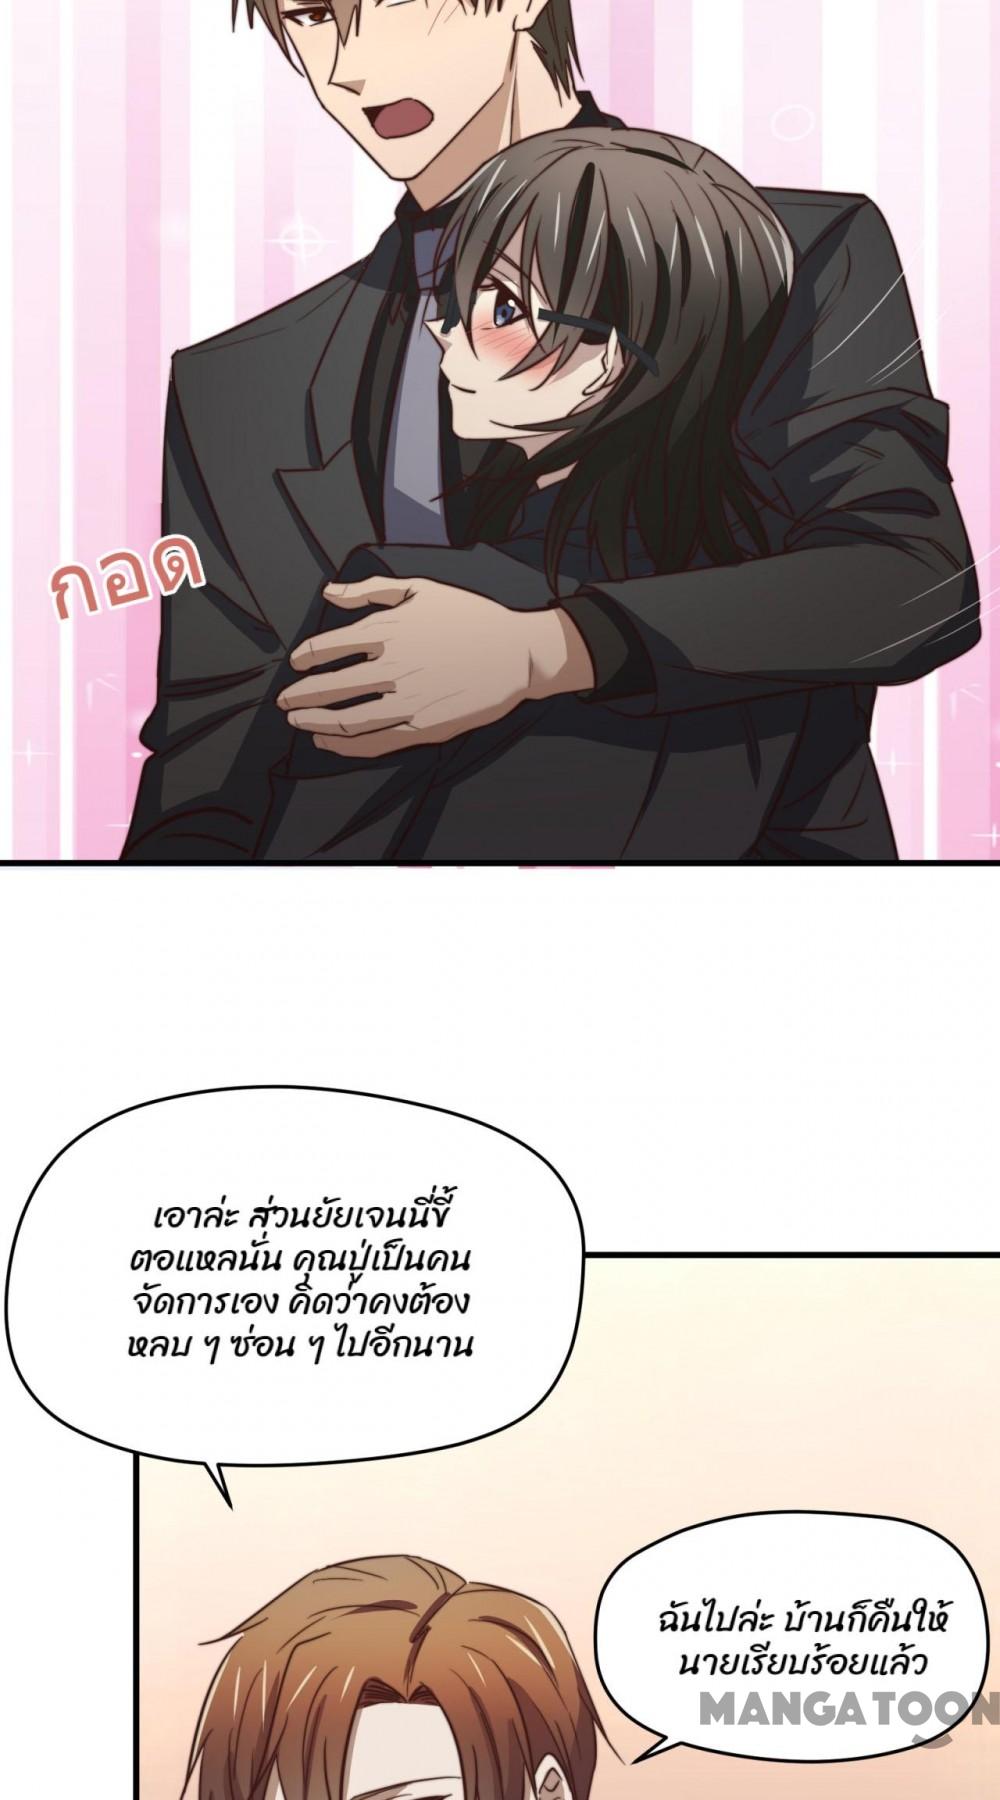 กอด
เอาล่ะ ส่วนยัยเจนนี่ขี้
ตอแหลนั่น คุณปู่เป็นคน
จัดการเอง คิดว่าคงต้อง
หลบ ๆ ซ่อน ๆ ไปอีกนาน
ฉันไปล่ะ บ้านก็คืนให้
นายเรียบร้อยแล้ว
MANGATOON